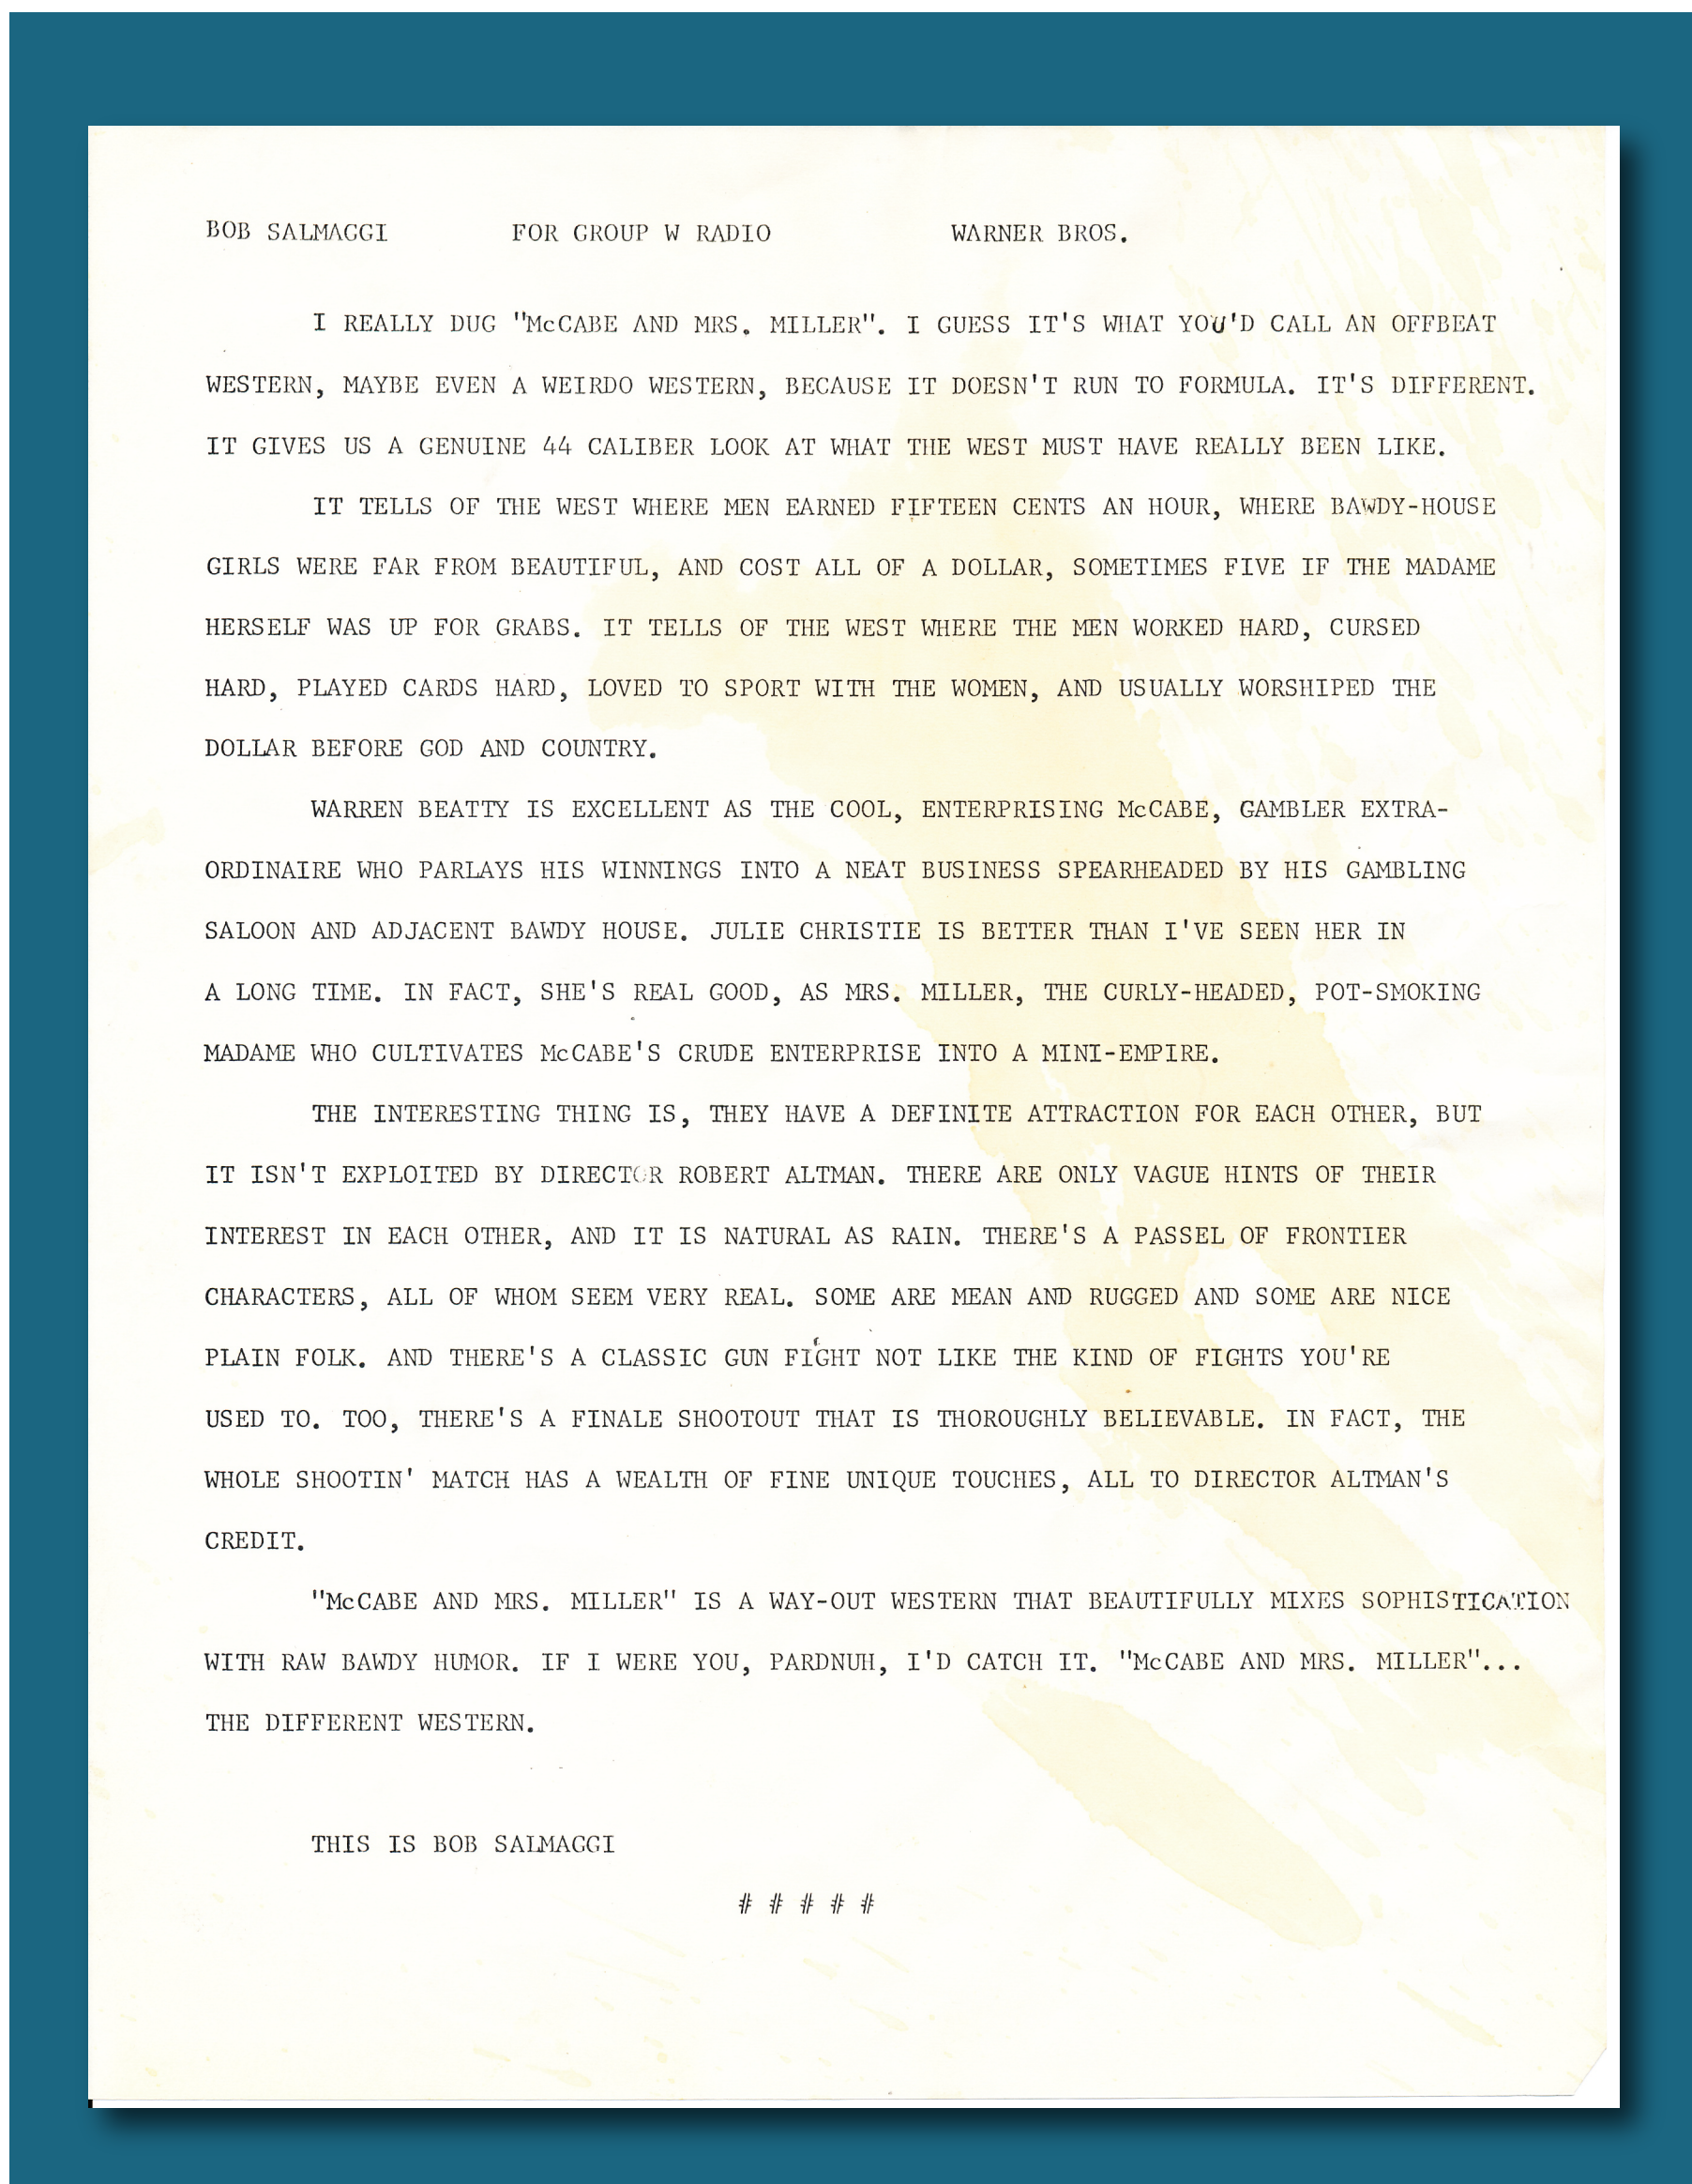 BOB SALMAGGI FOR GROUP W RADIO WARNER BROS.
I REALLY DUG "McCABE AND MRS. MILLER". I GUESS IT'S WHAT YOU'D CALL AN OFFBEAT
WESTERN, MAYBE EVEN A WEIRDO WESTERN, BECAUSE IT DOESN'T RUN TO FORMULA. IT'S DIFFERENT.
IT GIVES US A GENUINE 44 CALIBER LOOK AT WHAT THE WEST MUST HAVE REALLY BEEN LIKE.
IT TELLS OF THE WEST WHERE MEN EARNED FIFTEEN CENTS AN HOUR, WHERE BAWDY-HOUSE
GIRLS WERE FAR FROM BEAUTIFUL, AND COST ALL OF A DOLLAR, SOMETIMES FIVE IF THE MADAME
HERSELF WAS UP FOR GRABS. IT TELLS OF THE WEST WHERE THE MEN WORKED HARD, CURSED
HARD, PLAYED CARDS HARD, LOVED TO SPORT WITH THE WOMEN, AND USUALLY WORSHIPED THE
DOLLAR BEFORE GOD AND COUNTRY.
WARREN BEATTY IS EXCELLENT AS THE COOL, ENTERPRISING McCABE, GAMBLER EXTRA-
ORDINAIRE WHO PARLAYS HIS WINNINGS INTO A NEAT BUSINESS SPEARHEADED BY HIS GAMBLING
SALOON AND ADJACENT BAWDY HOUSE. JULIE CHRISTIE IS BETTER THAN I'VE SEEN HER IN
A LONG TIME. IN FACT, SHE'S REAL GOOD, AS MRS. MILLER, THE CURLY-HEADED, POT-SMOKING
MADAME WHO CULTIVATES McCABE'S CRUDE ENTERPRISE INTO A MINI-EMPIRE.
THE INTERESTING THING IS, THEY HAVE A DEFINITE ATTRACTION FOR EACH OTHER, BUT
IT ISN'T EXPLOITED BY DIRECTOR ROBERT ALTMAN. THERE ARE ONLY VAGUE HINTS OF THEIR
INTEREST IN EACH OTHER, AND IT IS NATURAL AS RAIN. THERE'S A PASSEL OF FRONTIER
CHARACTERS, ALL OF WHOM SEEM VERY REAL. SOME ARE MEAN AND RUGGED AND SOME ARE NICE
PLAIN FOLK. AND THERE'S A CLASSIC GUN FIGHT NOT LIKE THE KIND OF FIGHTS YOU'RE
USED TO. TOO, THERE'S A FINALE SHOOTOUT THAT IS THOROUGHLY BELIEVABLE. IN FACT, THE
WHOLE SHOOTIN' MATCH HAS A WEALTH OF FINE UNIQUE TOUCHES, ALL TO DIRECTOR ALTMAN'S
CREDIT.
"McCABE AND MRS. MILLER" IS A WAY-OUT WESTERN THAT BEAUTIFULLY MIXES SOPHISTICATION
WITH RAW BAWDY HUMOR. IF I WERE YOU, PARDNUH, I'D CATCH IT. "McCABE AND MRS. MILLER"...
THE DIFFERENT WESTERN.
THIS IS BOB SALMAGGI
# # # # #